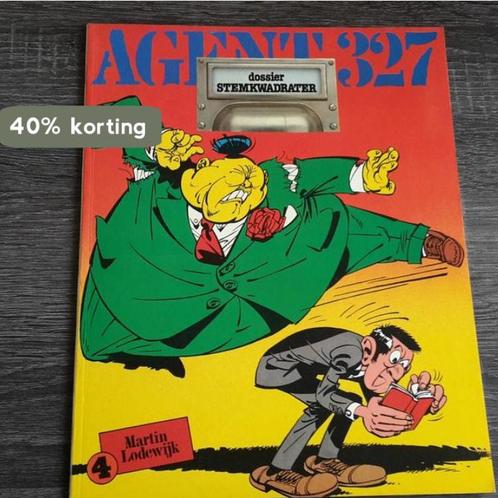 AGENT 327
dossier
STEMKWADRATER
40% korting
4
Martin
Lodewijk